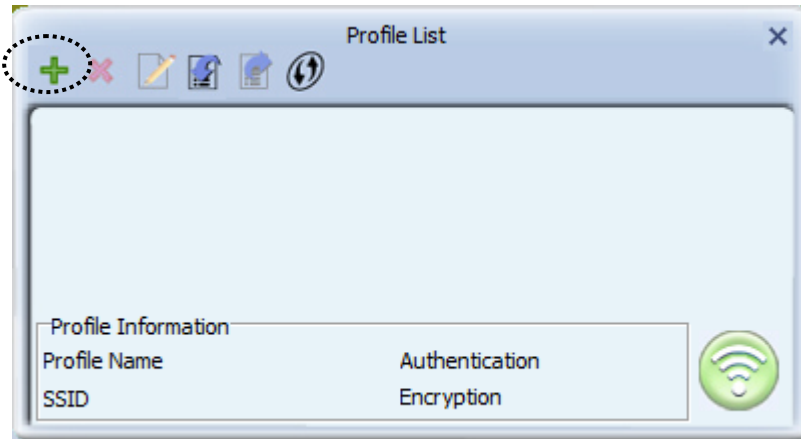 Profile List
Profile Information
Profile Name Authentication
SSID Encryption